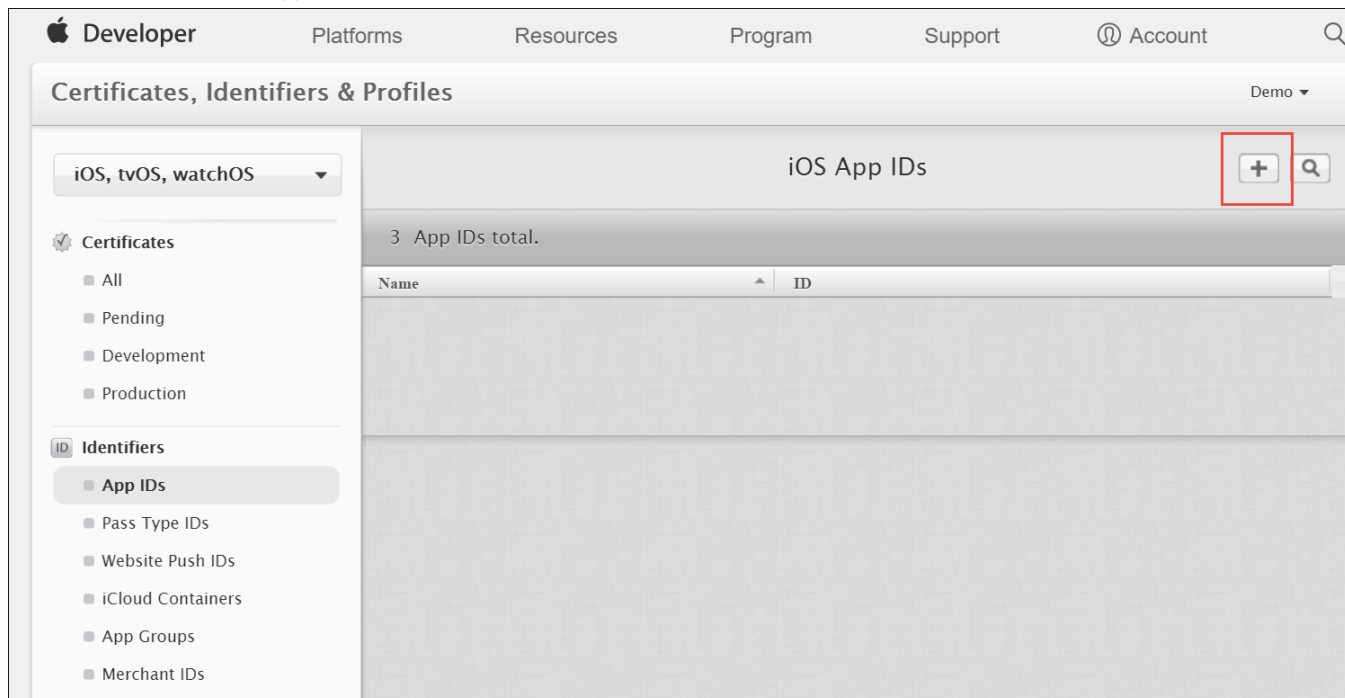 Developer Platforms Resources Program Support Account
Certificates, Identifiers & Profiles Demo
iOS, tvOS, watchOS
iOS App IDs
Certificates
3 App IDs total.
All
Name ID
Pending
Development
Production
ID Identifiers
App IDs
Pass Type IDs
Website Push IDs
iCloud Containers
App Groups
Merchant IDs